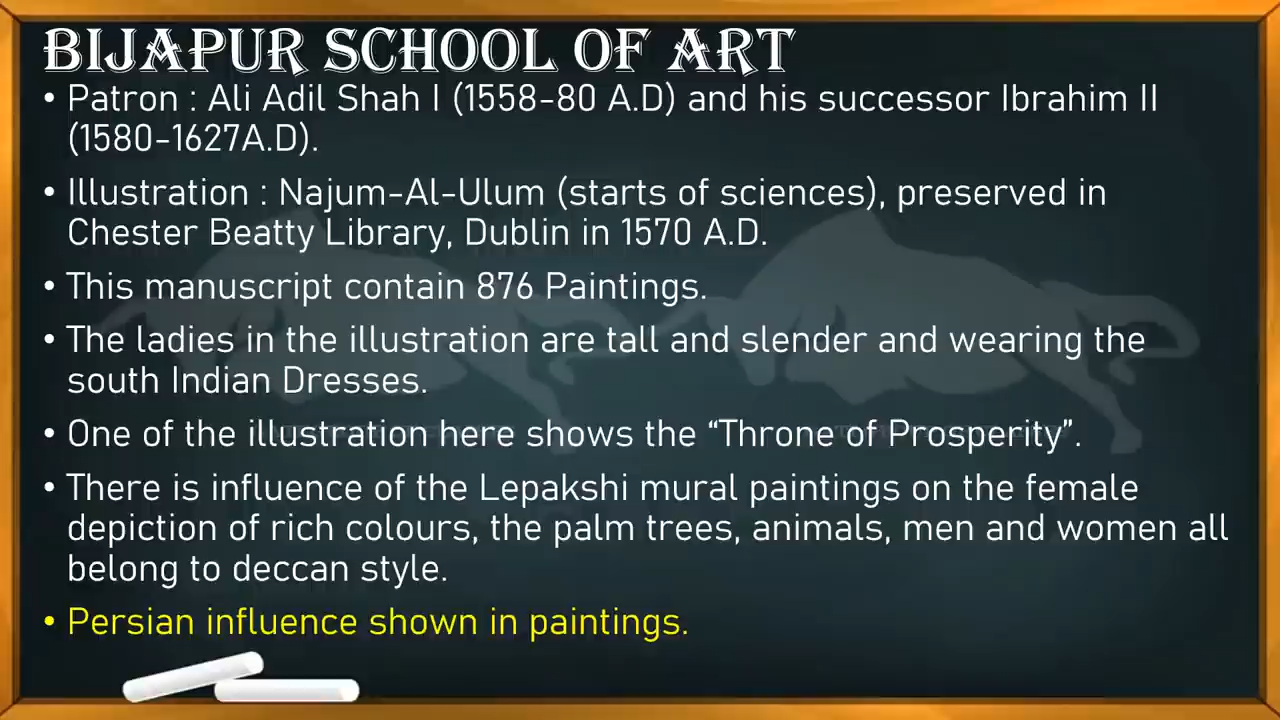 BIJAPUR SCHOOL OF ART
• Patron : Ali Adil Shah I (1558-80 A.D) and his successor Ibrahim II
(1580-1627A.D).
• Illustration : Najum-Al-Ulum (starts of sciences), preserved in
Chester Beatty Library, Dublin in 1570 A.D.
• This manuscript contain 876 Paintings.
• The ladies in the illustration are tall and slender and wearing the
south Indian Dresses.
• One of the illustration here shows the “Throne of Prosperity”.
• There is influence of the Lepakshi mural paintings on the female
depiction of rich colours, the palm trees, animals, men and women all
belong to deccan style.
• Persian influence shown in paintings.